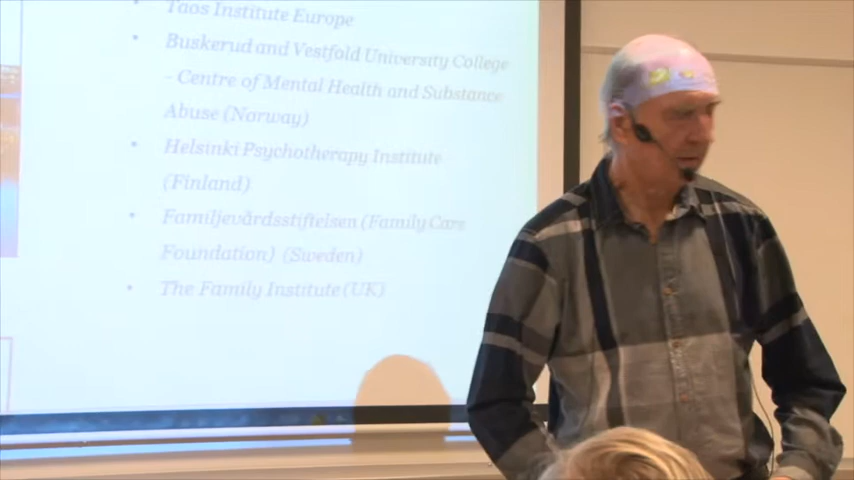 Taos Institute Europe
Buskerud and Vestfold University College
- Centre of Mental Health and Substance
Abuse (Norway)
Helsinki Psychotherapy Institute
(Finland)
Familjevårdsstiftelsen (Family Care
Foundation) (Sweden)
The Family Institute (UK)